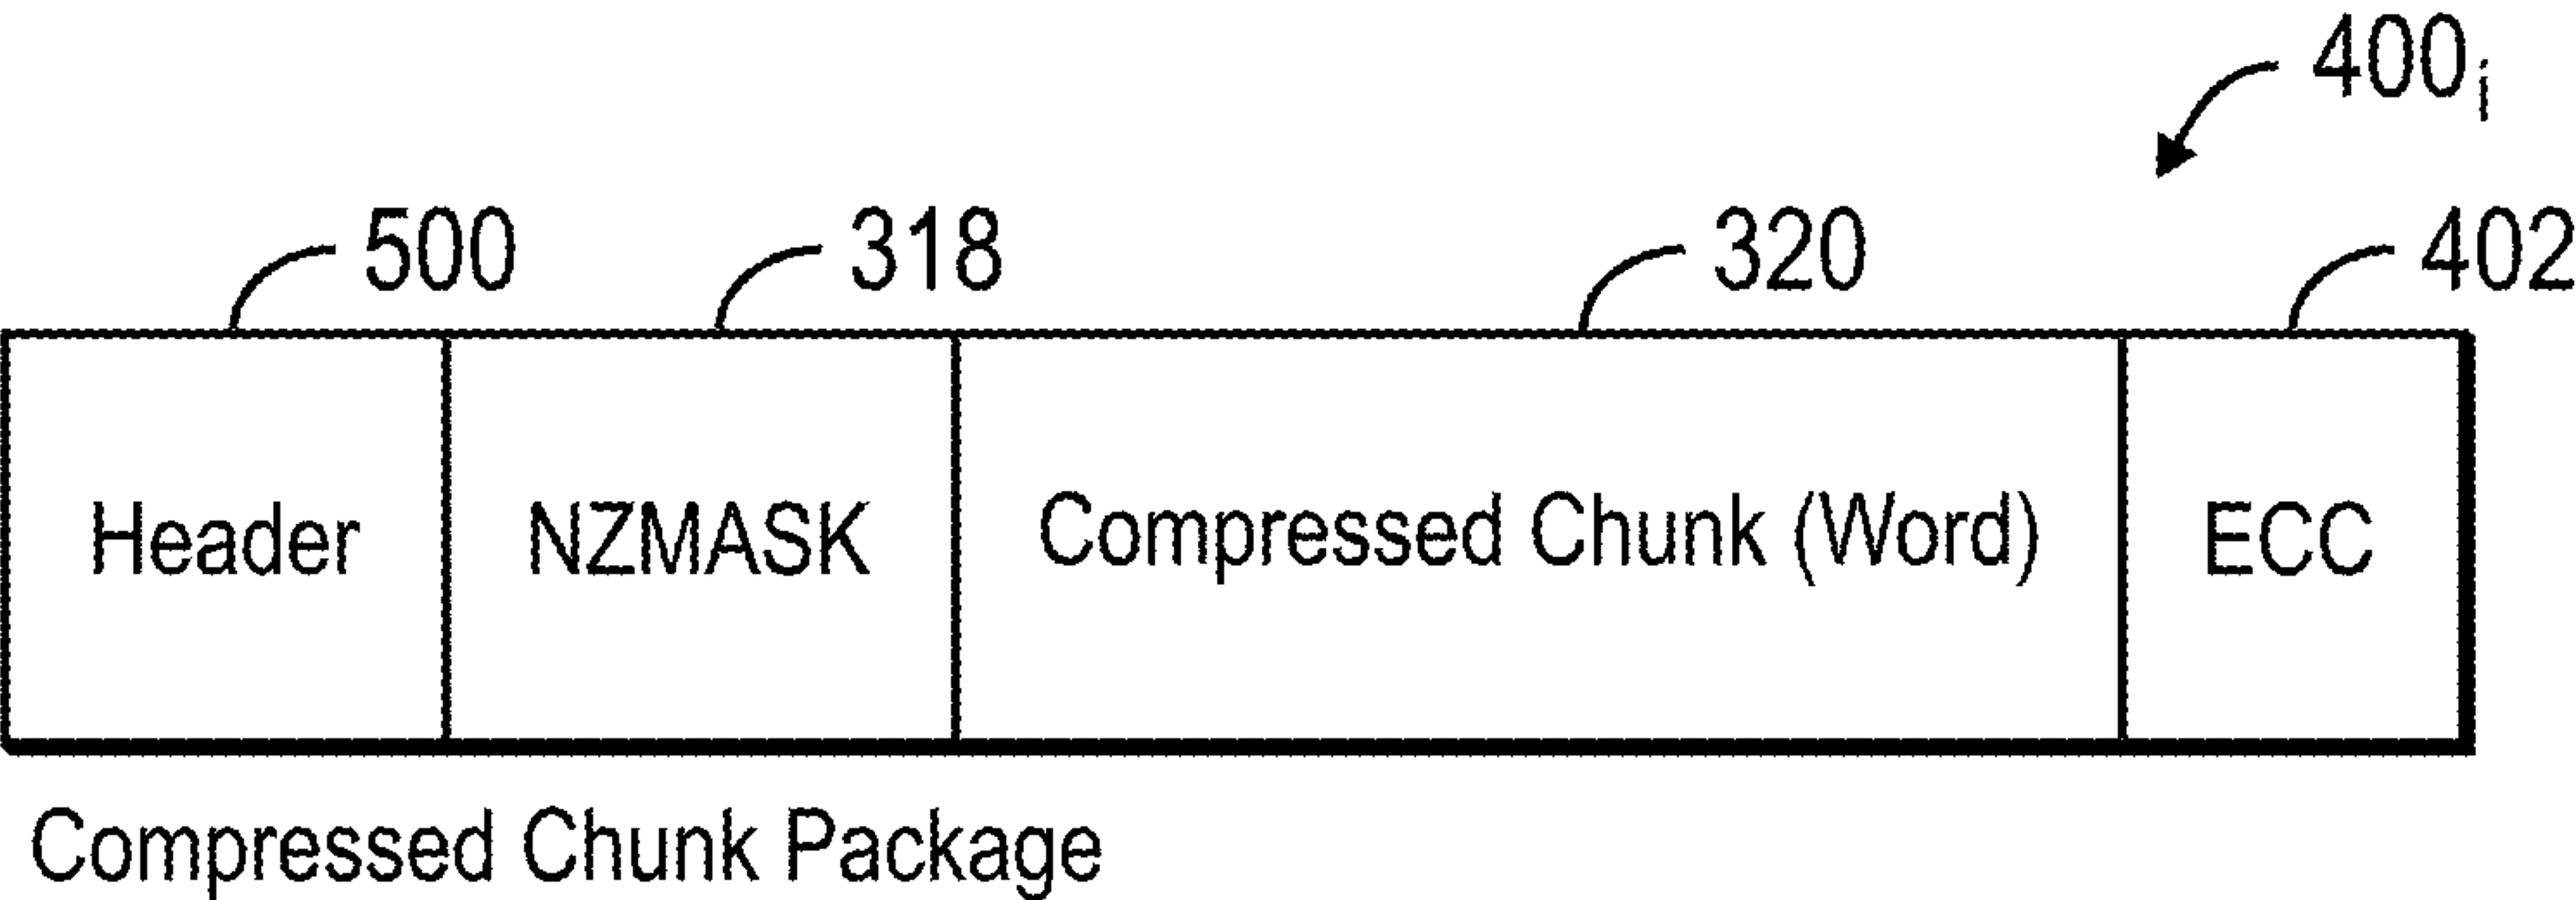 400i
500 318 320 402
Header NZMASK Compressed Chunk (Word) ECC
Compressed Chunk Package